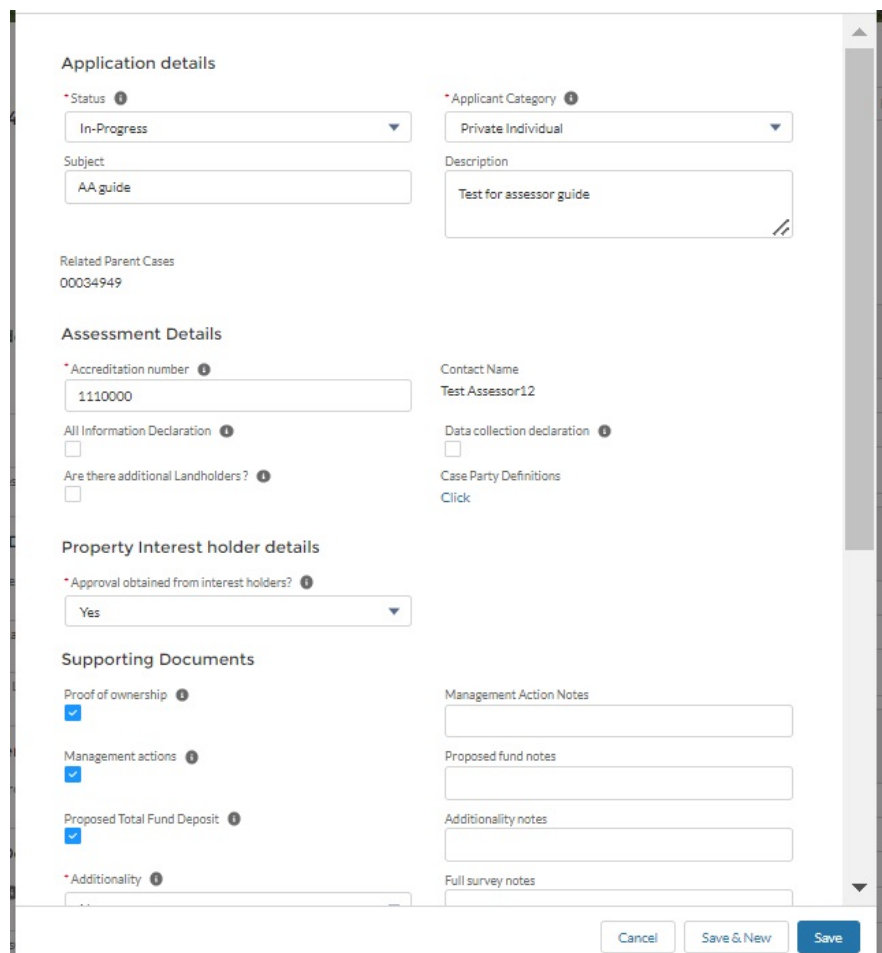 Application details
*Status
*Applicant Category
In-Progress
Private Individual
Subject
Description
AA guide
Test for assessor guide
Related Parent Cases
00034949
Assessment Details
*Accreditation number
Contact Name
1110000
Test Assessor12
All Information Declaration
Data collection declaration
Are there additional Landholders?
Case Party Definitions
Click
Property Interest holder details
*Approval obtained from interest holders?
Yes
Supporting Documents
Proof of ownership
Management Action Notes
Management actions
Proposed fund notes
Proposed Total Fund Deposit
Additionality notes
*Additionality
Full survey notes
Cancel
Save & New
Save